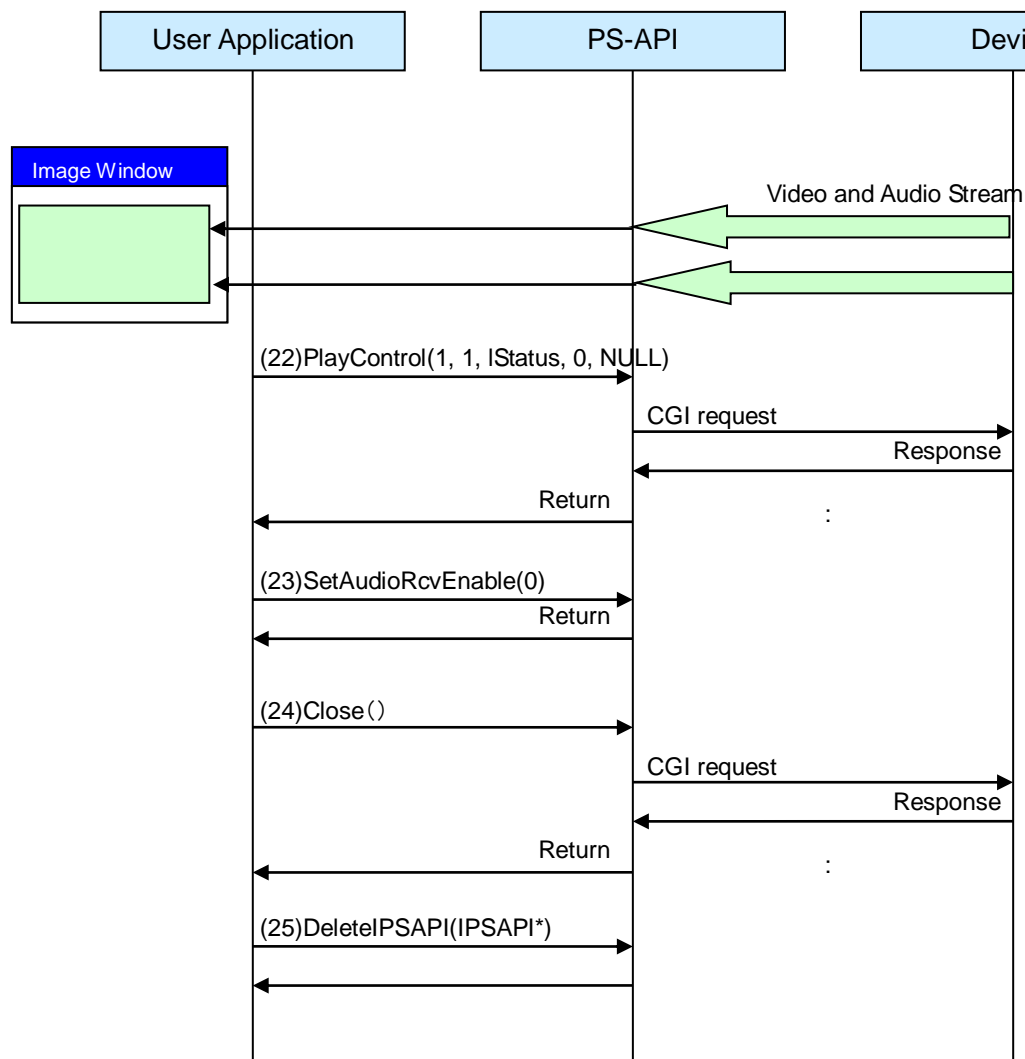 User Application
PS-API
Devi
Image Window
Video and Audio Stream
(22)PlayControl(1, 1, lStatus, 0, NULL)
CGI request
Response
Return
:
(23)SetAudioRcvEnable(0)
Return
(24)Close()
CGI request
Response
Return
:
(25)DeleteIPSAPI(IPSAPI*)